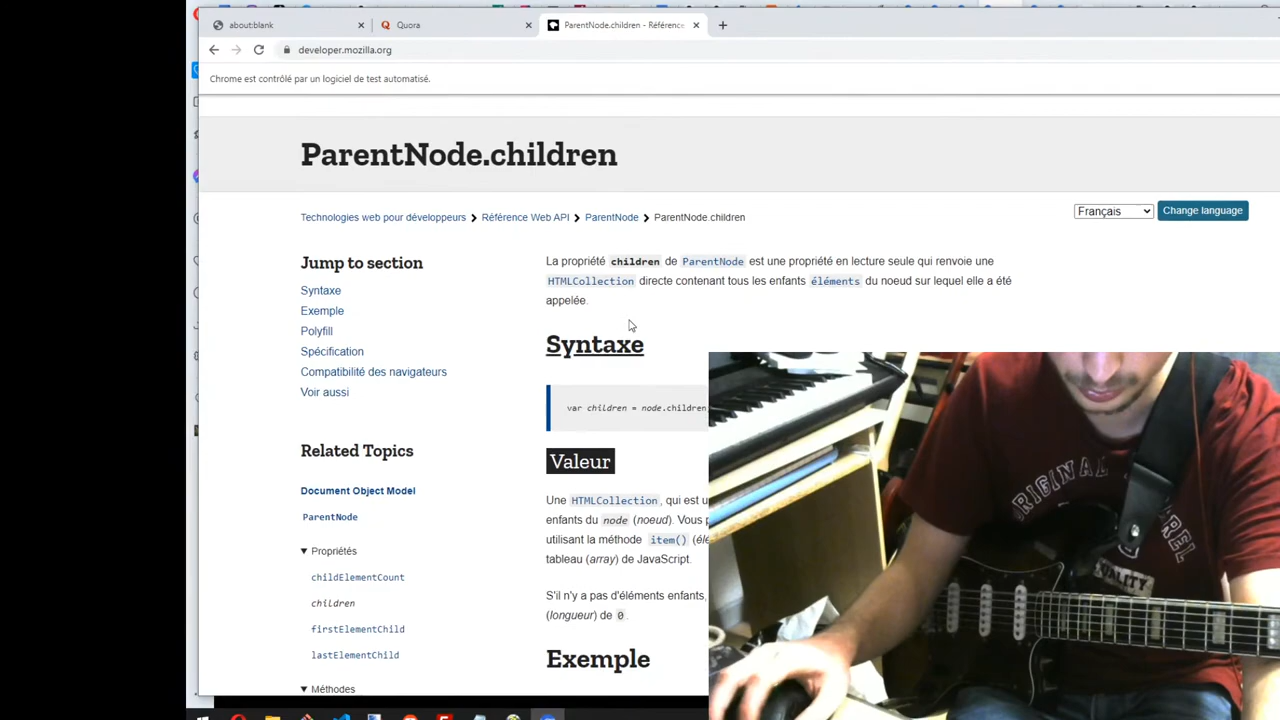 about:blank
Quora
ParentNode.children - Référence
developer.mozilla.org
Chrome est contrôlé par un logiciel de test automatisé.
ParentNode.children
Technologies web pour développeurs
Référence Web API
ParentNode
ParentNode.children
Français
Change language
Jump to section
Syntaxe
Exemple
Polyfill
Spécification
Compatibilité des navigateurs
Voir aussi
Related Topics
Document Object Model
ParentNode
Propriétés
childElementCount
children
firstElementChild
lastElementChild
Méthodes
La propriété children de ParentNode est une propriété en lecture seule qui renvoie une
HTMLCollection directe contenant tous les enfants éléments du noeud sur lequel elle a été
appelée.
Syntaxe
var children = node.children
Valeur
Une HTMLCollection, qui est
enfants du node (noeud). Vous
utilisant la méthode item()
tableau (array) de JavaScript.
S'il n'y a pas d'éléments enfants,
(longueur) de 0.
Exemple
ORIGINAL
QUALITY